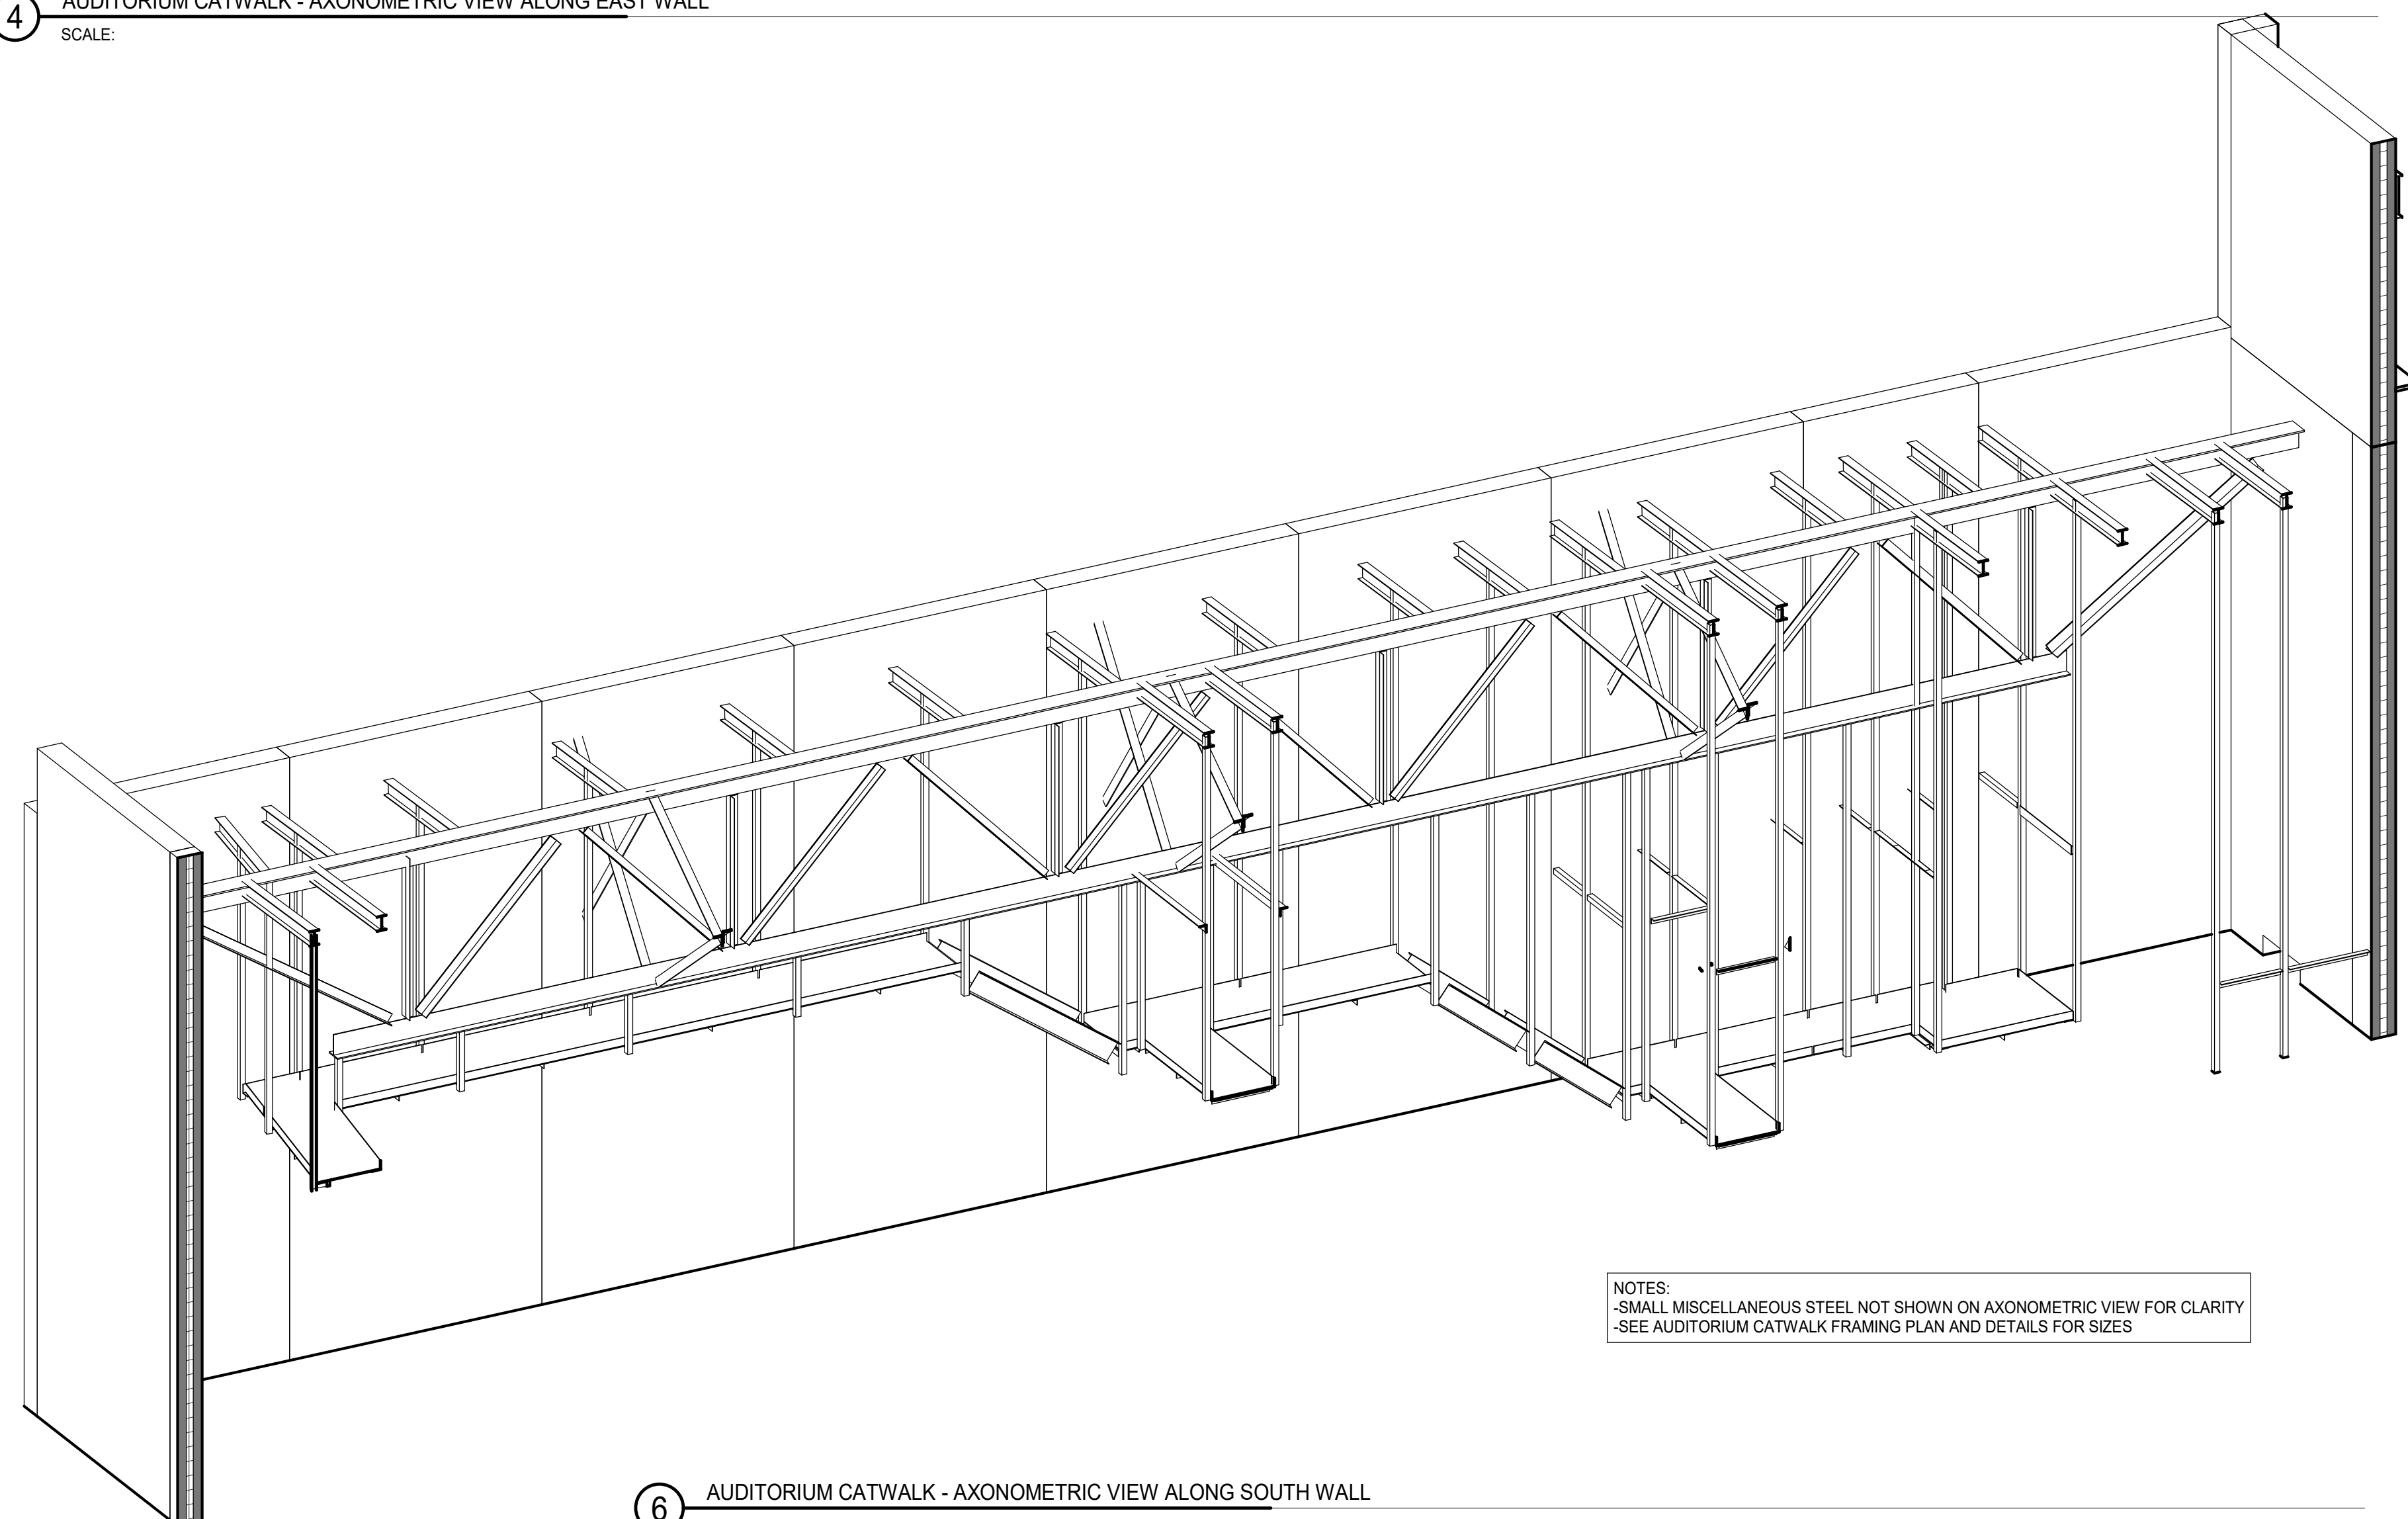 4
AUDITORIUM CATWALK - AXONOMETRIC VIEW ALONG EAST WALL
SCALE:
NOTES:
-SMALL MISCELLANEOUS STEEL NOT SHOWN ON AXONOMETRIC VIEW FOR CLARITY
-SEE AUDITORIUM CATWALK FRAMING PLAN AND DETAILS FOR SIZES
6
AUDITORIUM CATWALK - AXONOMETRIC VIEW ALONG SOUTH WALL